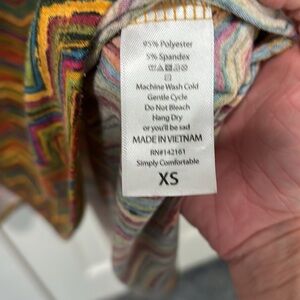 95% Polyester
5% Spandex
Machine Wash Cold
Gentle Cycle
Do Not Bleach
Hang Dry
or you'll be sad
MADE IN VIETNAM
RN#142161
Simply Comfortable
XS